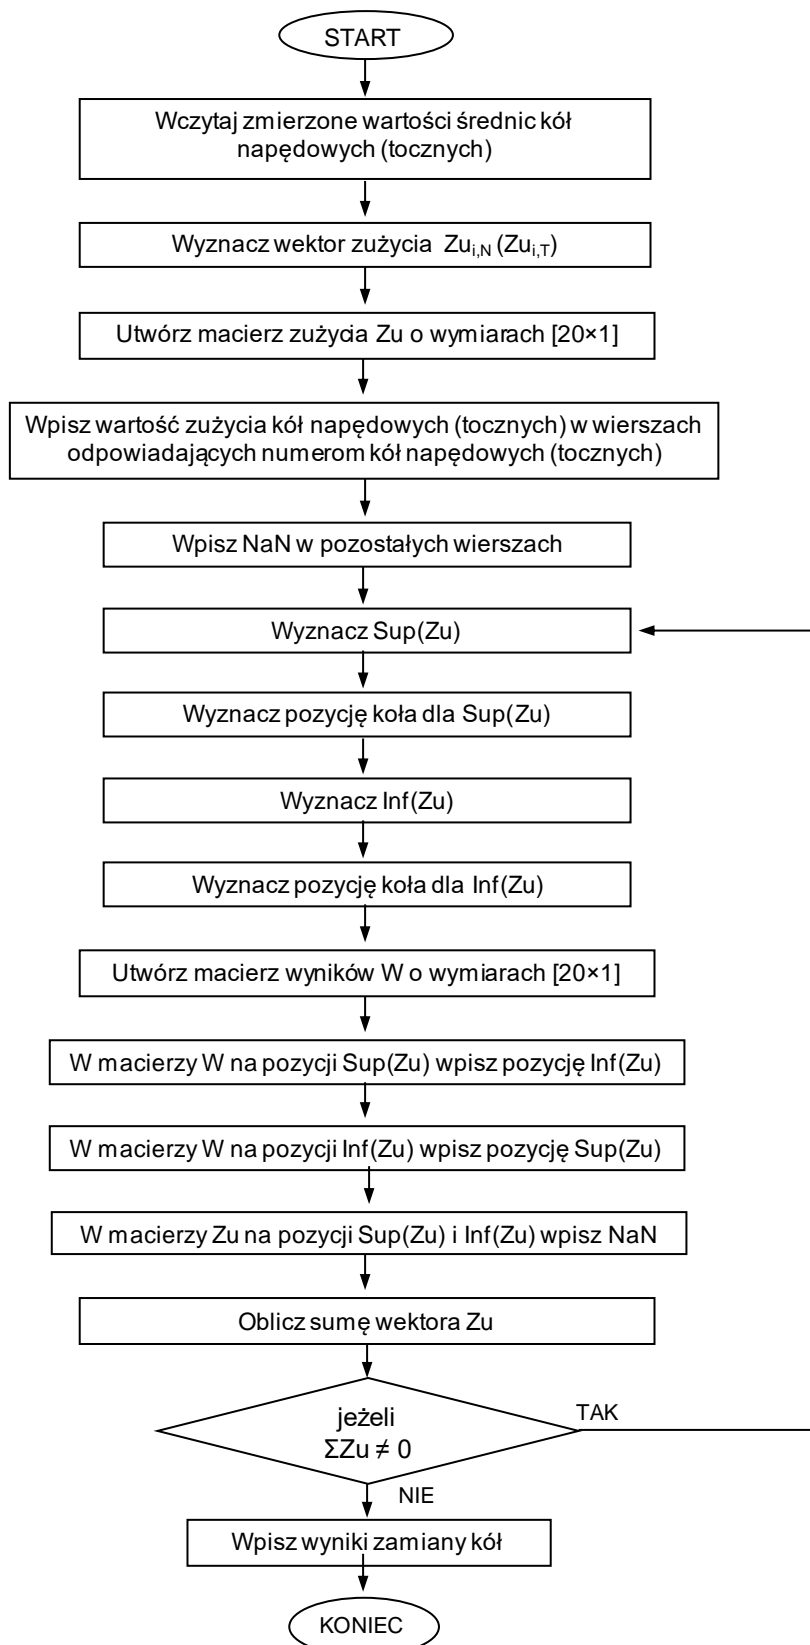 START
Wczytaj zmierzone wartości średnic kół
napędowych (tocznych)
Wyznacz wektor zużycia Zui,N (Zui,T)
Utwórz macierz zużycia Zu o wymiarach [20×1]
Wpisz wartość zużycia kół napędowych (tocznych) w wierszach
odpowiadających numerom kół napędowych (tocznych)
Wpisz NaN w pozostałych wierszach
Wyznacz Sup(Zu)
Wyznacz pozycję koła dla Sup(Zu)
Wyznacz Inf(Zu)
Wyznacz pozycję koła dla Inf(Zu)
Utwórz macierz wyników W o wymiarach [20×1]
W macierzy W na pozycji Sup(Zu) wpisz pozycję Inf(Zu)
W macierzy W na pozycji Inf(Zu) wpisz pozycję Sup(Zu)
W macierzy Zu na pozycji Sup(Zu) i Inf(Zu) wpisz NaN
Oblicz sumę wektora Zu
jeżeli
ΣZu ≠ 0
TAK
NIE
Wpisz wyniki zamiany kół
KONIEC